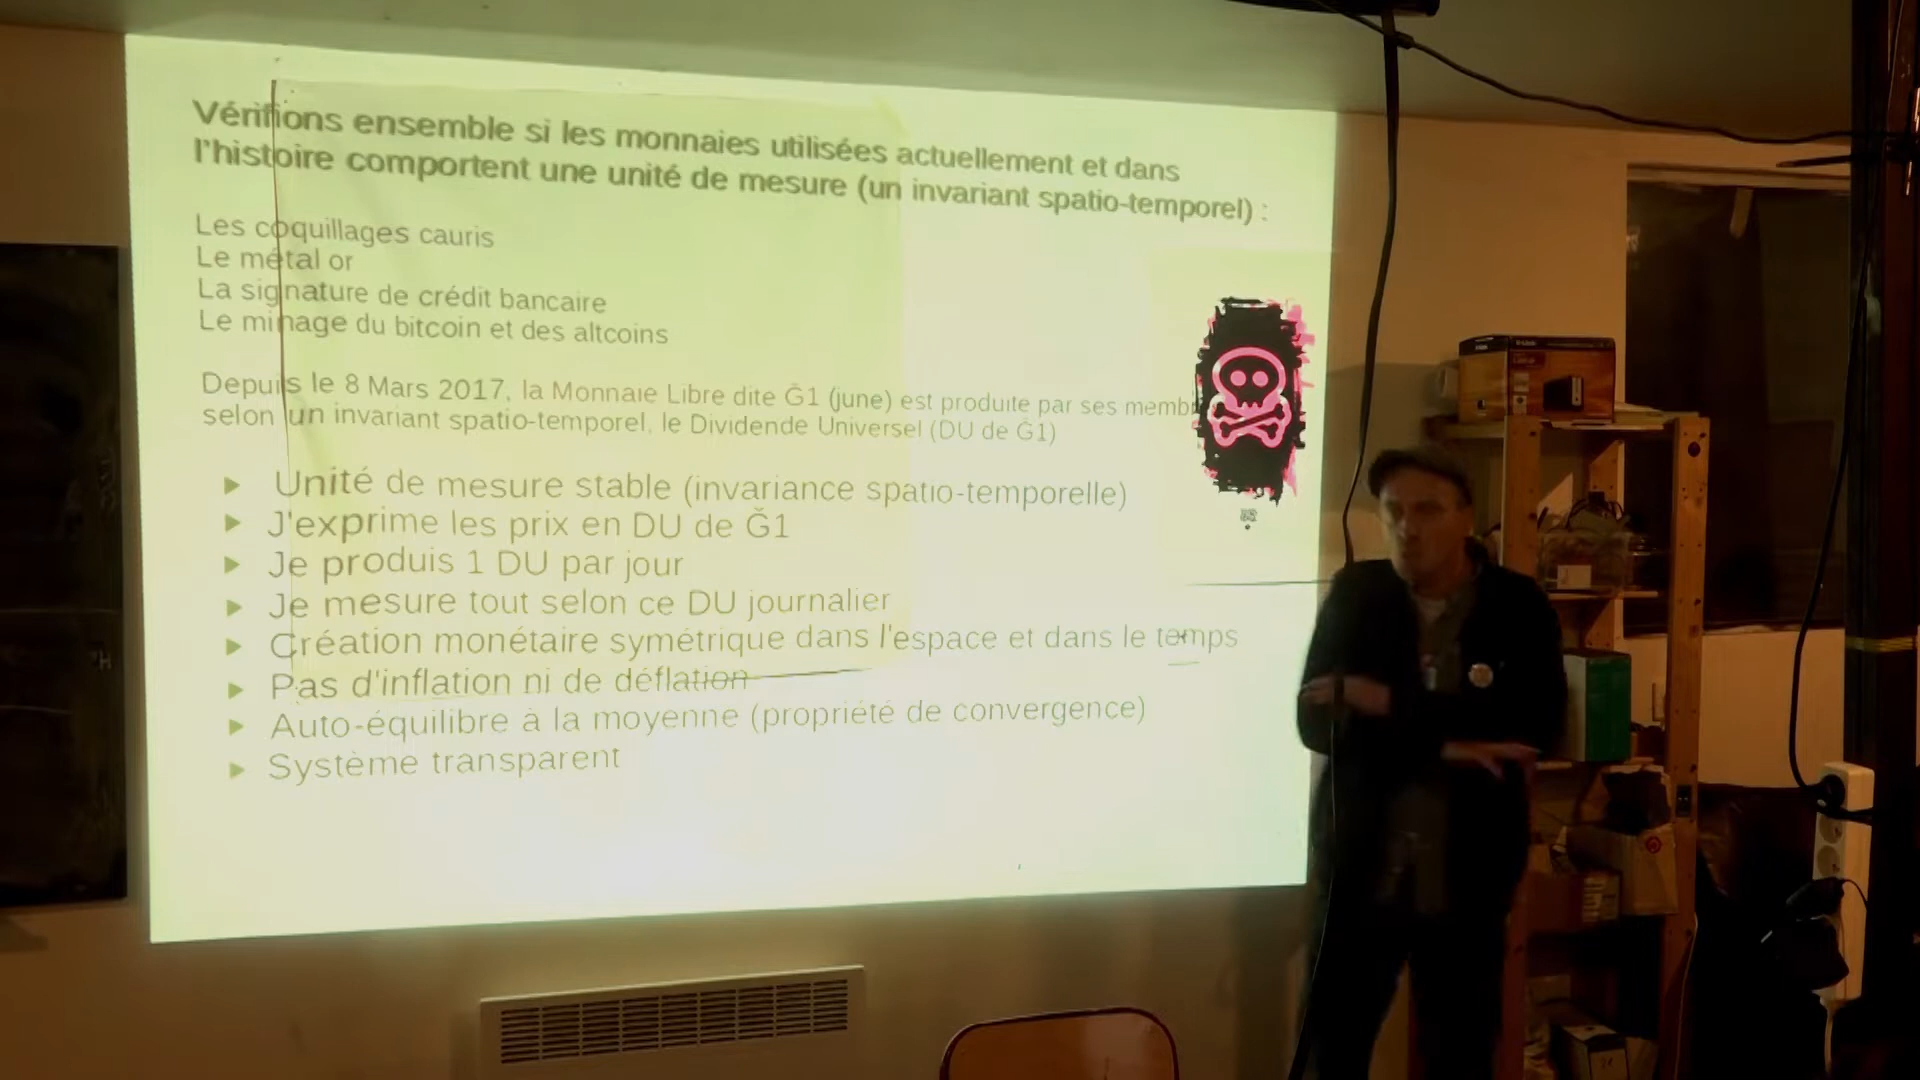 Vérifions ensemble si les monnaies utilisées actuellement et dans
l'histoire comportent une unité de mesure (un invariant spatio-temporel) :
Les coquillages cauris
Le métal or
La signature de crédit bancaire
Le minage du bitcoin et des altcoins
Depuis le 8 Mars 2017, la Monnaie Libre dite Ğ1 (june) est produite par ses memb
selon un invariant spatio-temporel, le Dividende Universel (DU de Ğ1)
► Unité de mesure stable (invariance spatio-temporelle)
► J'exprime les prix en DU de Ğ1
► Je produis 1 DU par jour
► Je mesure tout selon ce DU journalier
► Création monétaire symétrique dans l'espace et dans le temps
► Pas d'inflation ni de déflation
► Auto-équilibre à la moyenne (propriété de convergence)
► Système transparent